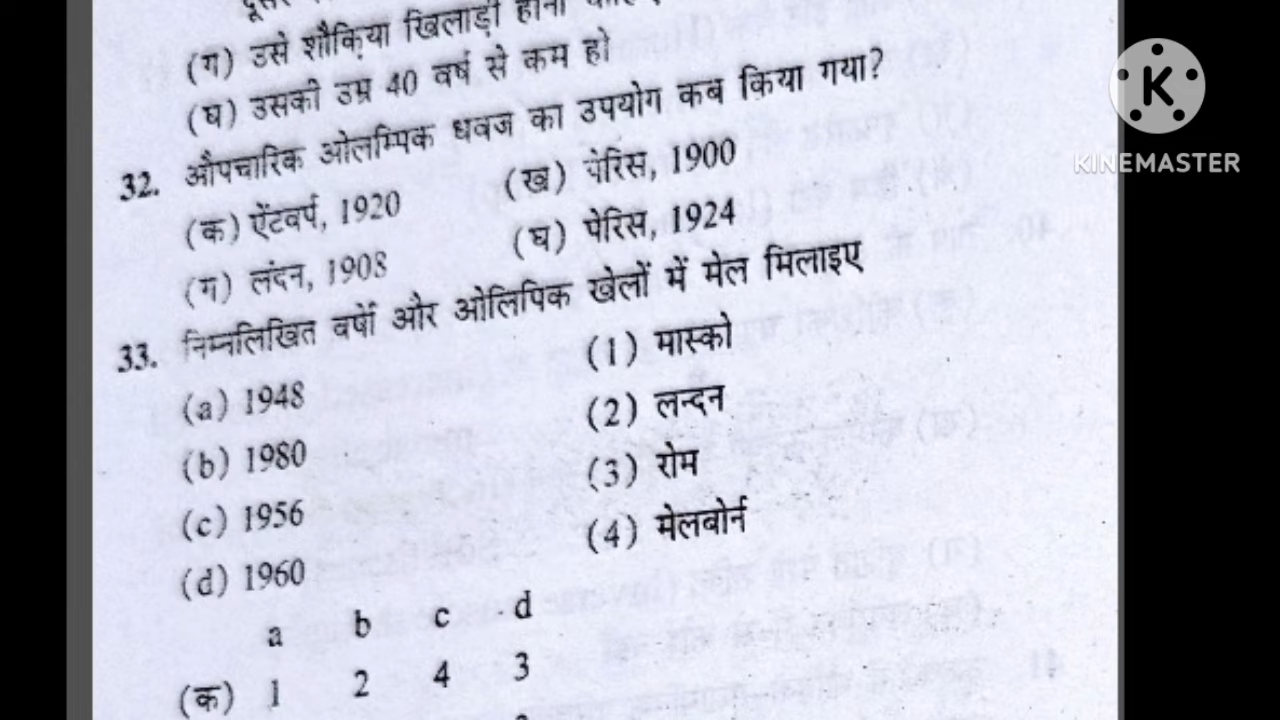 (ग) उसे शौकि़या खिलाड़ी होना
(घ) उसकी उम्र 40 वर्ष से कम हो
32. औपचारिक ओलम्पिक धवज का उपयोग कब किया गया?
(क) ऐंटवर्प, 1920 (ख) पेरिस, 1900
(ग) लंदन, 1908 (घ) पेरिस, 1924
33. निम्नलिखित वर्षों और ओलिपिक खेलों में मेल मिलाइए
(a) 1948 (1) मास्को
(b) 1980 (2) लन्दन
(c) 1956 (3) रोम
(d) 1960 (4) मेलबोर्न
a b c d
(क) 1 2 4 3
K
KINEMASTER